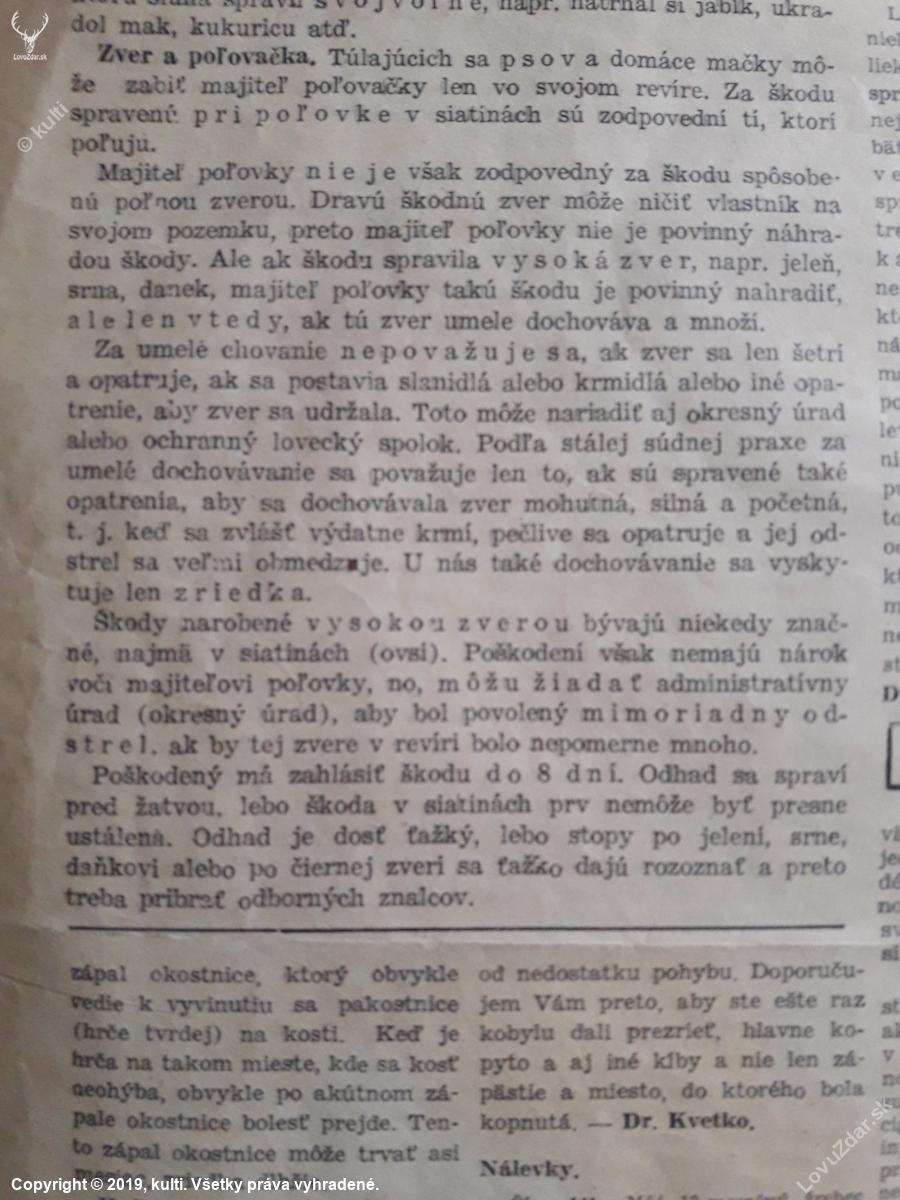 správil svojvoľne, napr. natrhal si jabĺk, ukra-
dol mak, kukuricu atď.
Zver a poľovačka. Túlajúcich sa psov a domáce mačky mô-
že zabiť majiteľ poľovačky len vo svojom revíre. Za škodu
spravenú pri poľovke v siatinách sú zodpovední tí, ktorí
poľujú.
Majiteľ poľovky nie je však zodpovedný za škodu spôsobe-
nú poľnou zverou. Dravú škodnú zver môže ničiť vlastník na
svojom pozemku, preto majiteľ poľovky nie je povinný náhra-
dou škody. Ale ak škodu spravila vysoká zver, napr. jeleň,
srna, danek, majiteľ poľovky takú škodu je povinný nahradiť,
ale len vtedy, ak tú zver umele dochováva a množí.
Za umelé chovanie nepovažuje sa, ak zver sa len šetrí
a opatruje, ak sa postavia slanidlá alebo krmidlá alebo iné opa-
trenie, aby zver sa udržala. Toto môže nariadiť aj okresný úrad
alebo ochranný lovecký spolok. Podľa stálej súdnej praxe za
umelé dochovávanie sa považuje len to, ak sú spravené také
opatrenia, aby sa dochovávala zver mohutná, silná a početná,
t. j. keď sa zvlášť výdatne krmí, pečlive sa opatruje a jej od-
strel sa veľmi obmedzuje. U nás také dochovávanie sa vysky-
tuje len zriedka.
Škody narobené vysokou zverou bývajú niekedy znač-
né, najmä v siatinách (ovsi). Poškodení však nemajú nárok
voči majiteľovi poľovky, no, môžu žiadať administratívny
úrad (okresný úrad), aby bol povolený mimoriadny od-
strel, ak by tej zvere v revíri bolo nepomerne mnoho.
Poškodený má zahlásiť škodu do 8 dní. Odhad sa spraví
pred žatvou, lebo škoda v siatinách prv nemôže byť presne
ustálená. Odhad je dosť ťažký, lebo stopy po jeleni, srne,
daňkovi alebo po čiernej zveri sa ťažko dajú rozoznať a preto
treba pribrať odborných znalcov.
zápal okostnice, ktorý obvykle
vedie k vyvinutiu sa pakostnice
(hrče tvrdej) na kosti. Keď je
hrča na takom mieste, kde sa kosť
neohýba, obvykle po akútnom zá-
pale okostnice bolesť prejde. Ten-
to zápal okostnice môže trvať asi
od nedostatku pohybu. Doporuču-
jem Vám preto, aby ste ešte raz
kobylu dali prezrieť, hlavne ko-
pyto a aj iné kĺby a nie len zá-
pästie a miesto, do ktorého bola
kopnutá. — Dr. Kvetko.
Nálevky.
LovuZdar.sk
© kulti
LovuZdar.sk
Copyright © 2019, kulti. Všetky práva vyhradené.